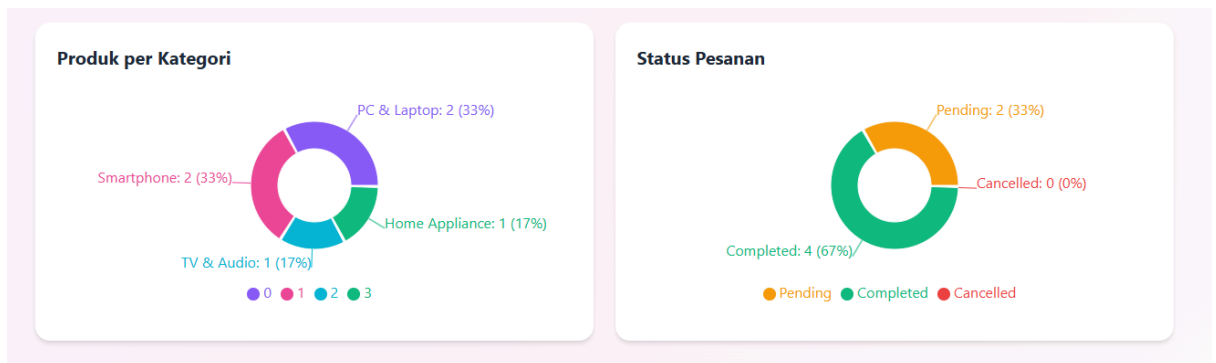 Produk per Kategori
PC & Laptop: 2 (33%)
Smartphone: 2 (33%)
Home Appliance: 1 (17%)
TV & Audio: 1 (17%)
0 1 2 3
Status Pesanan
Pending: 2 (33%)
Cancelled: 0 (0%)
Completed: 4 (67%)
Pending Completed Cancelled